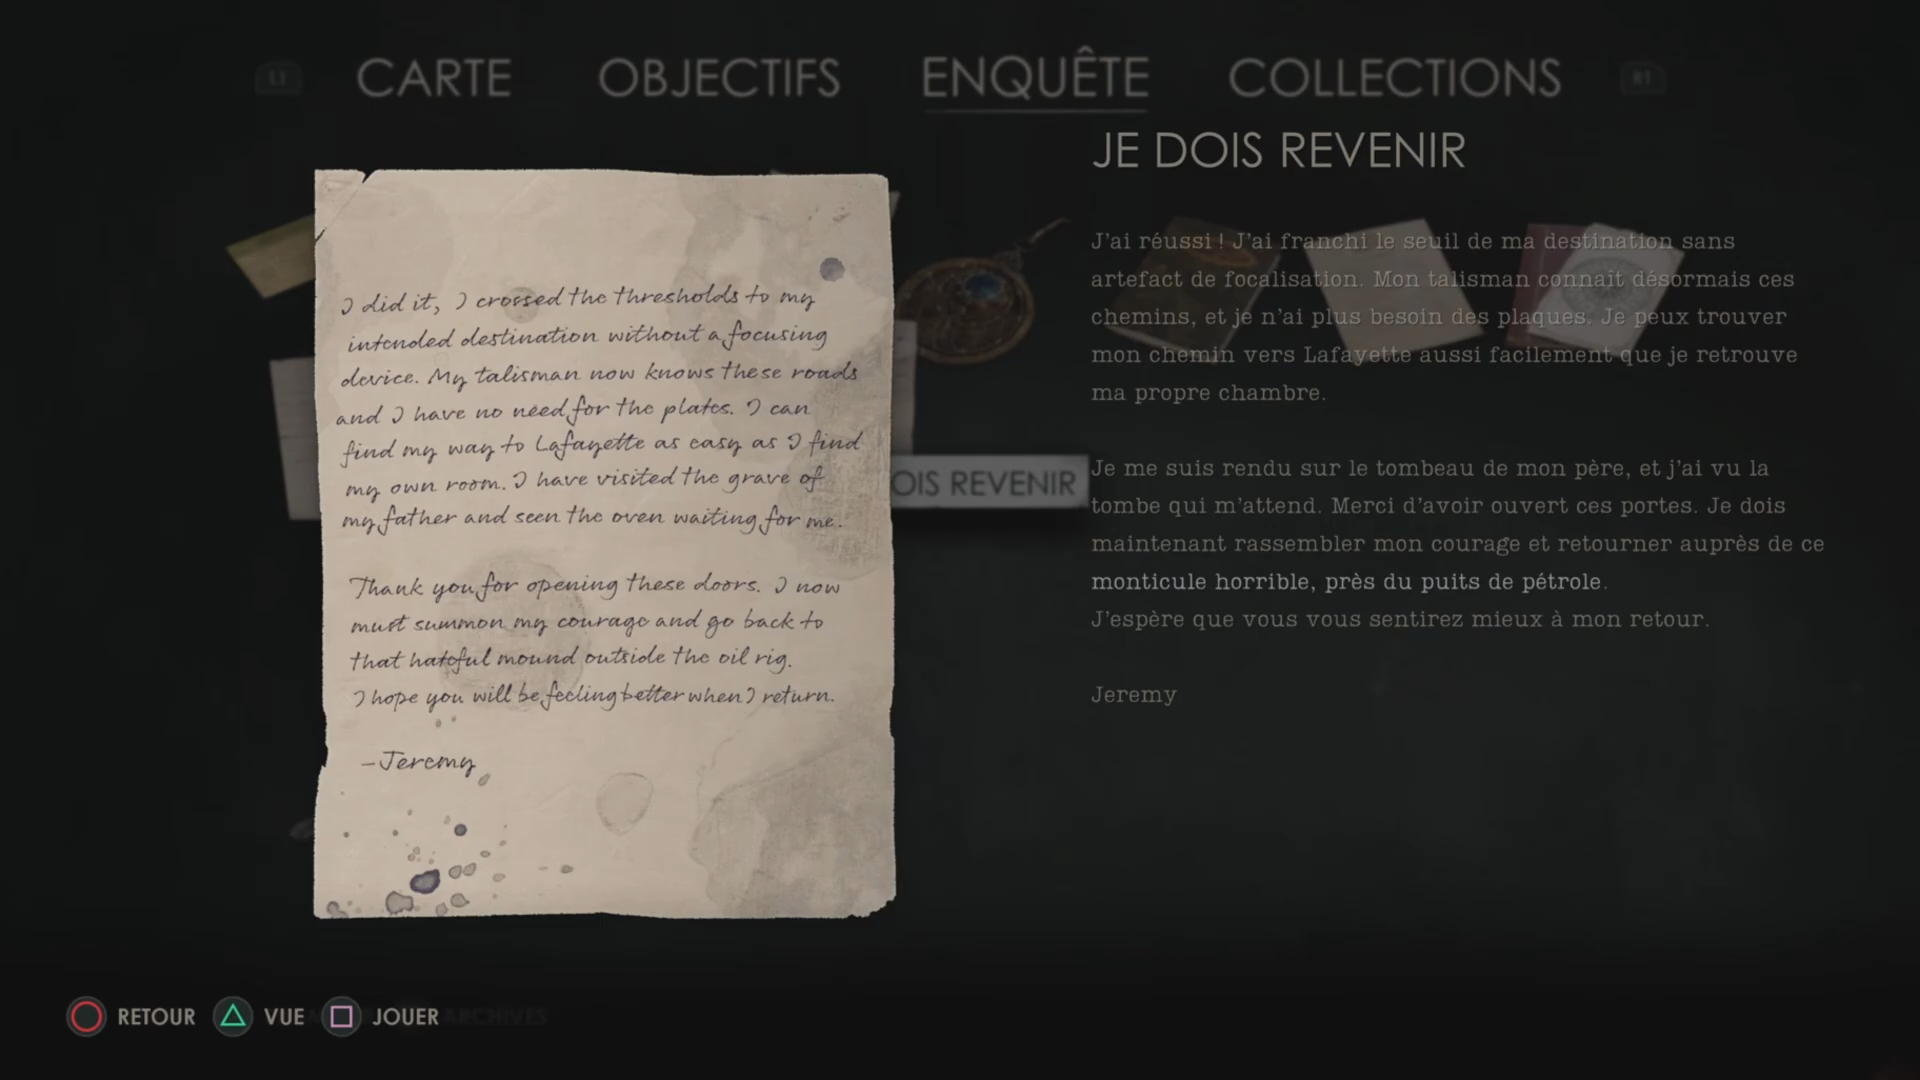 L1 CARTE OBJECTIFS ENQUÊTE COLLECTIONS R1
I did it, I crossed the thresholds to my
intended destination without a focusing
device. My talisman now knows these roads
and I have no need for the plates. I can
find my way to Lafayette as easy as I find
my own room. I have visited the grave of
my father and seen the oven waiting for me.
Thank you for opening these doors. I now
must summon my courage and go back to
that hateful mound outside the oil rig.
I hope you will be feeling better when I return.
–Jeremy
OIS REVENIR
JE DOIS REVENIR
J'ai réussi ! J'ai franchi le seuil de ma destination sans
artefact de focalisation. Mon talisman connaît désormais ces
chemins, et je n'ai plus besoin des plaques. Je peux trouver
mon chemin vers Lafayette aussi facilement que je retrouve
ma propre chambre.
Je me suis rendu sur le tombeau de mon père, et j'ai vu la
tombe qui m'attend. Merci d'avoir ouvert ces portes. Je dois
maintenant rassembler mon courage et retourner auprès de ce
monticule horrible, près du puits de pétrole.
J'espère que vous vous sentirez mieux à mon retour.
Jeremy
RETOUR VUE JOUER ARCHIVES